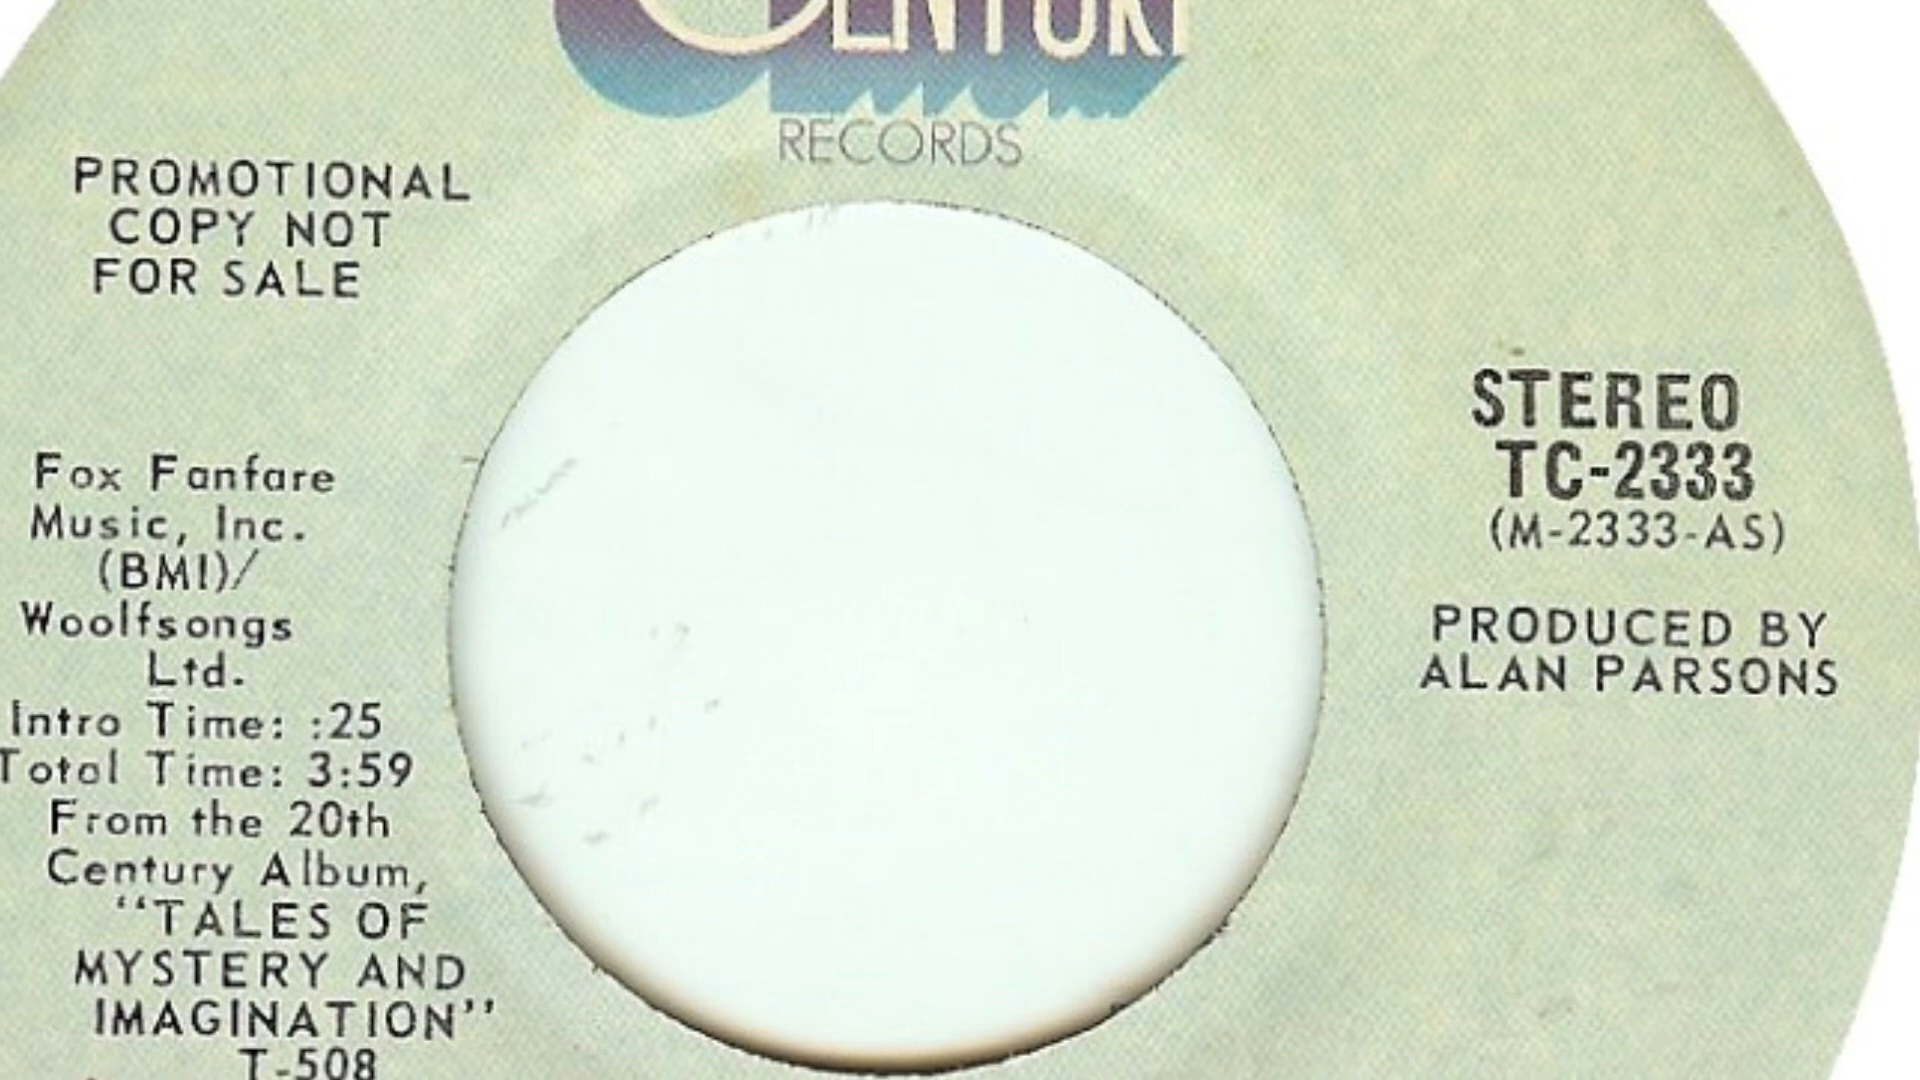 CENTURY
RECORDS
PROMOTIONAL
COPY NOT
FOR SALE
Fox Fanfare
Music, Inc.
(BMI)/
Woolfsongs
Ltd.
Intro Time: :25
Total Time: 3:59
From the 20th
Century Album,
“TALES OF
MYSTERY AND
IMAGINATION”
T-508
STEREO
TC-2333
(M-2333-AS)
PRODUCED BY
ALAN PARSONS